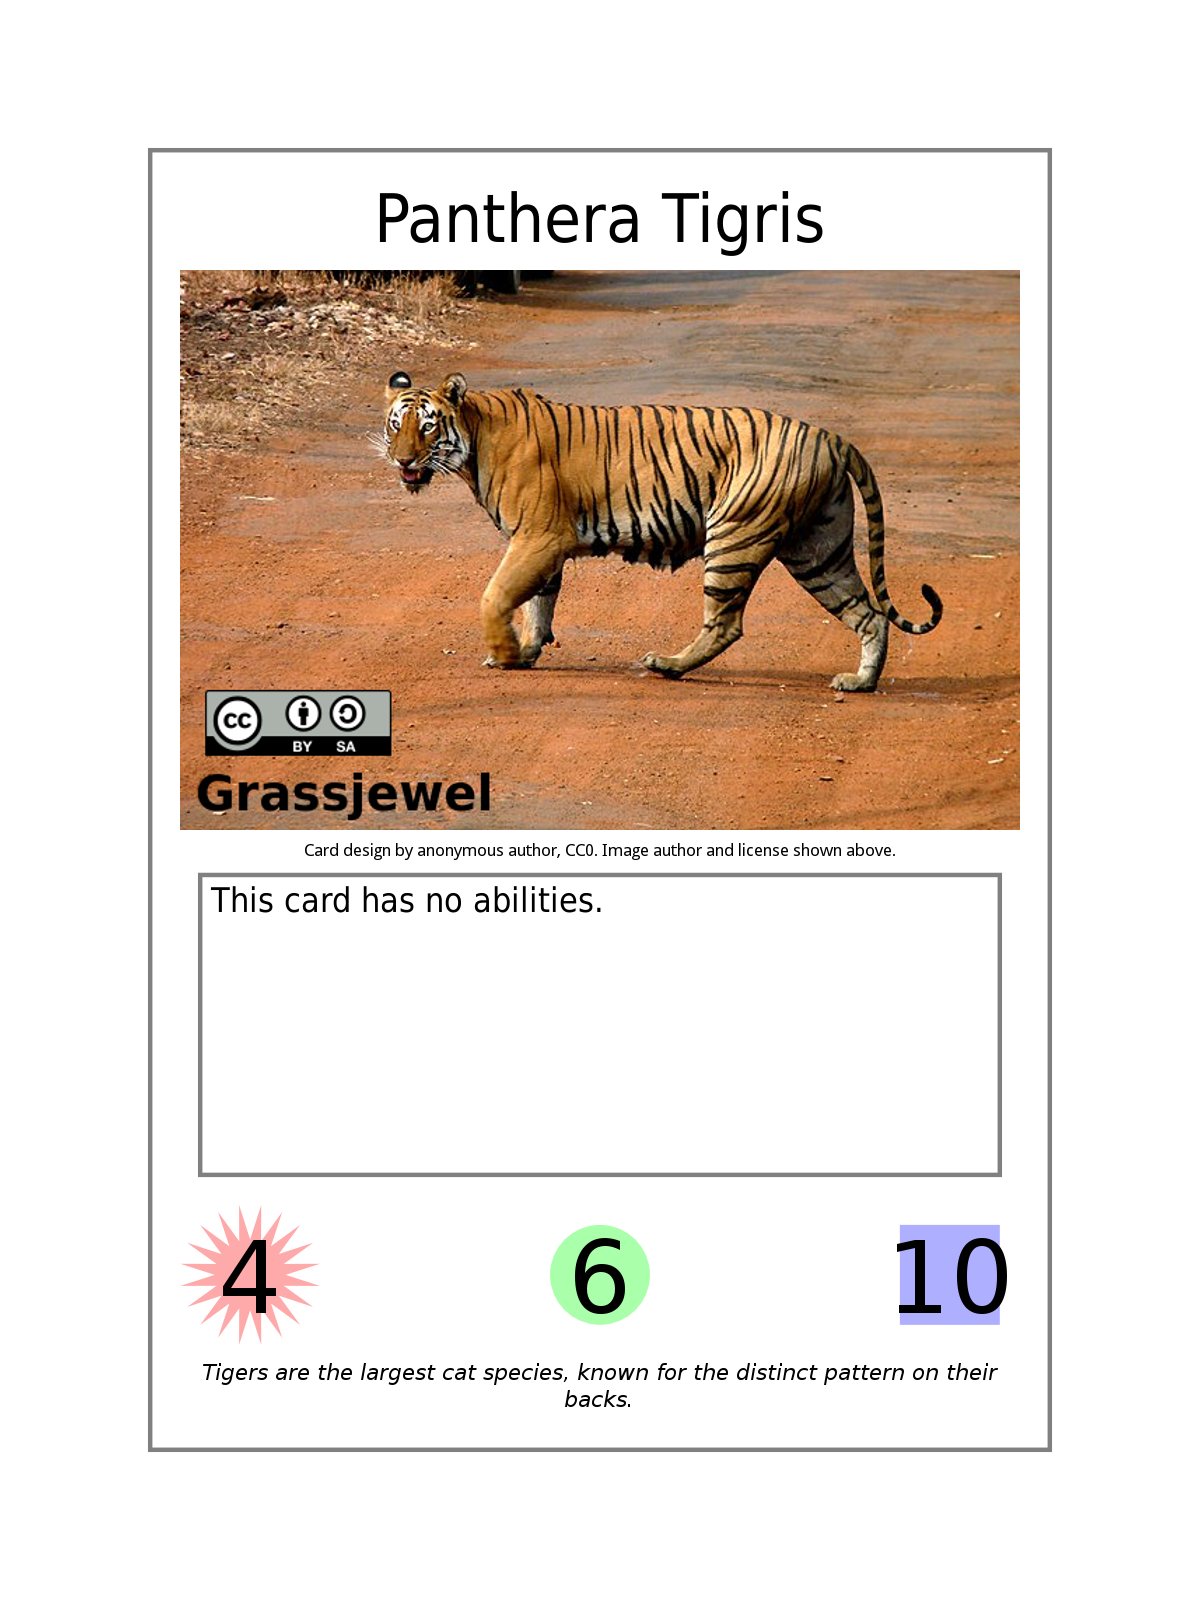 Panthera Tigris
cc
BY SA
Grassjewel
Card design by anonymous author, CC0. Image author and license shown above.
This card has no abilities.
4 6 10
Tigers are the largest cat species, known for the distinct pattern on their
backs.